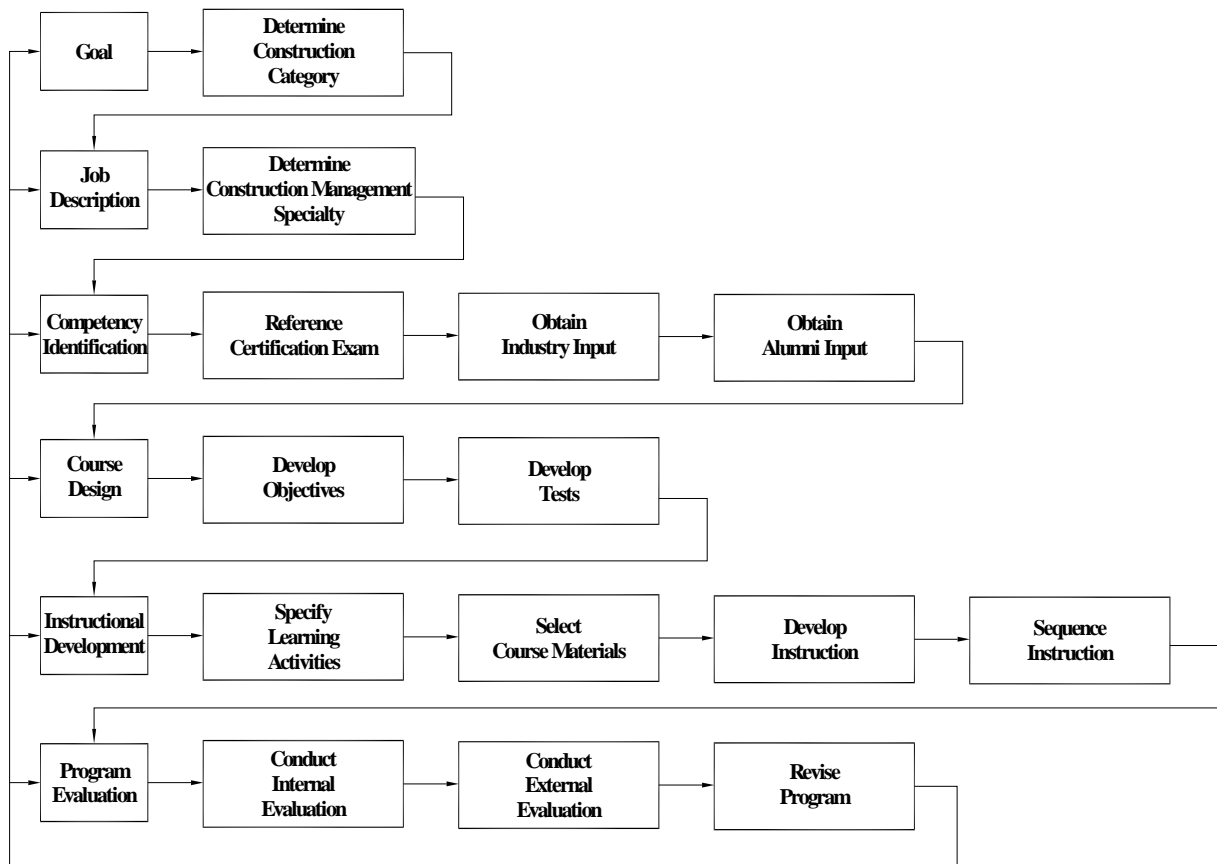 Goal
Determine
Construction
Category
Job
Description
Determine
Construction Management
Specialty
Competency
Identification
Reference
Certification Exam
Obtain
Industry Input
Obtain
Alumni Input
Course
Design
Develop
Objectives
Develop
Tests
Instructional
Development
Specify
Learning
Activities
Select
Course Materials
Develop
Instruction
Sequence
Instruction
Program
Evaluation
Conduct
Internal
Evaluation
Conduct
External
Evaluation
Revise
Program